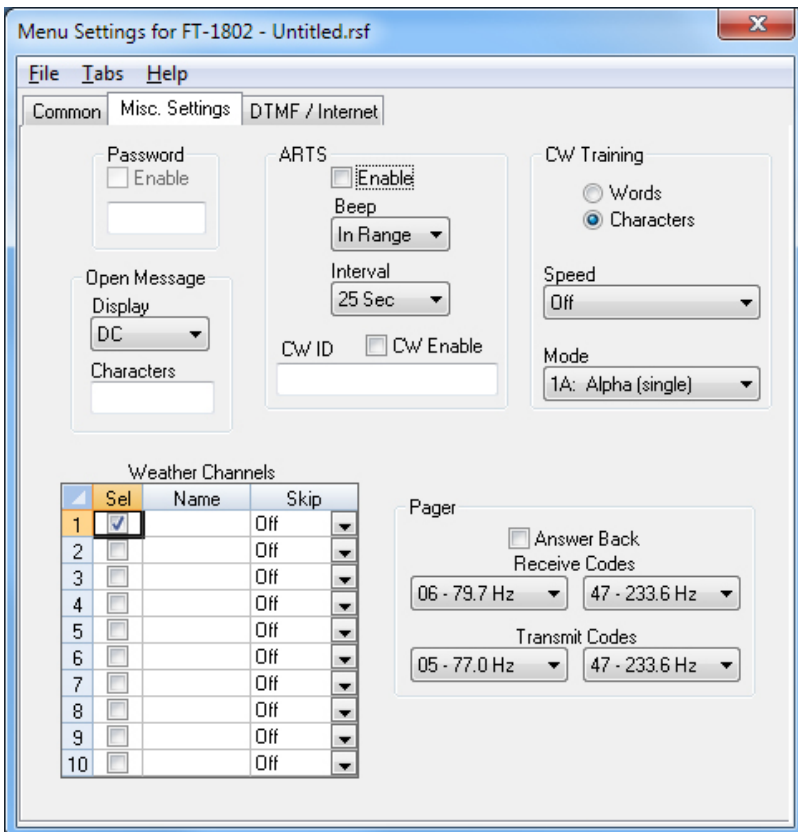 Menu Settings for FT-1802 - Untitled.rsf
File Tabs Help
Common Misc. Settings DTMF / Internet
Password
Enable
Open Message
Display
DC
Characters
ARTS
Enable
Beep
In Range
Interval
25 Sec
CW ID CW Enable
CW Training
Words
Characters
Speed
Off
Mode
1A: Alpha (single)
Weather Channels
Sel Name Skip
1 Off
2 Off
3 Off
4 Off
5 Off
6 Off
7 Off
8 Off
9 Off
10 Off
Pager
Answer Back
Receive Codes
06 - 79.7 Hz 47 - 233.6 Hz
Transmit Codes
05 - 77.0 Hz 47 - 233.6 Hz